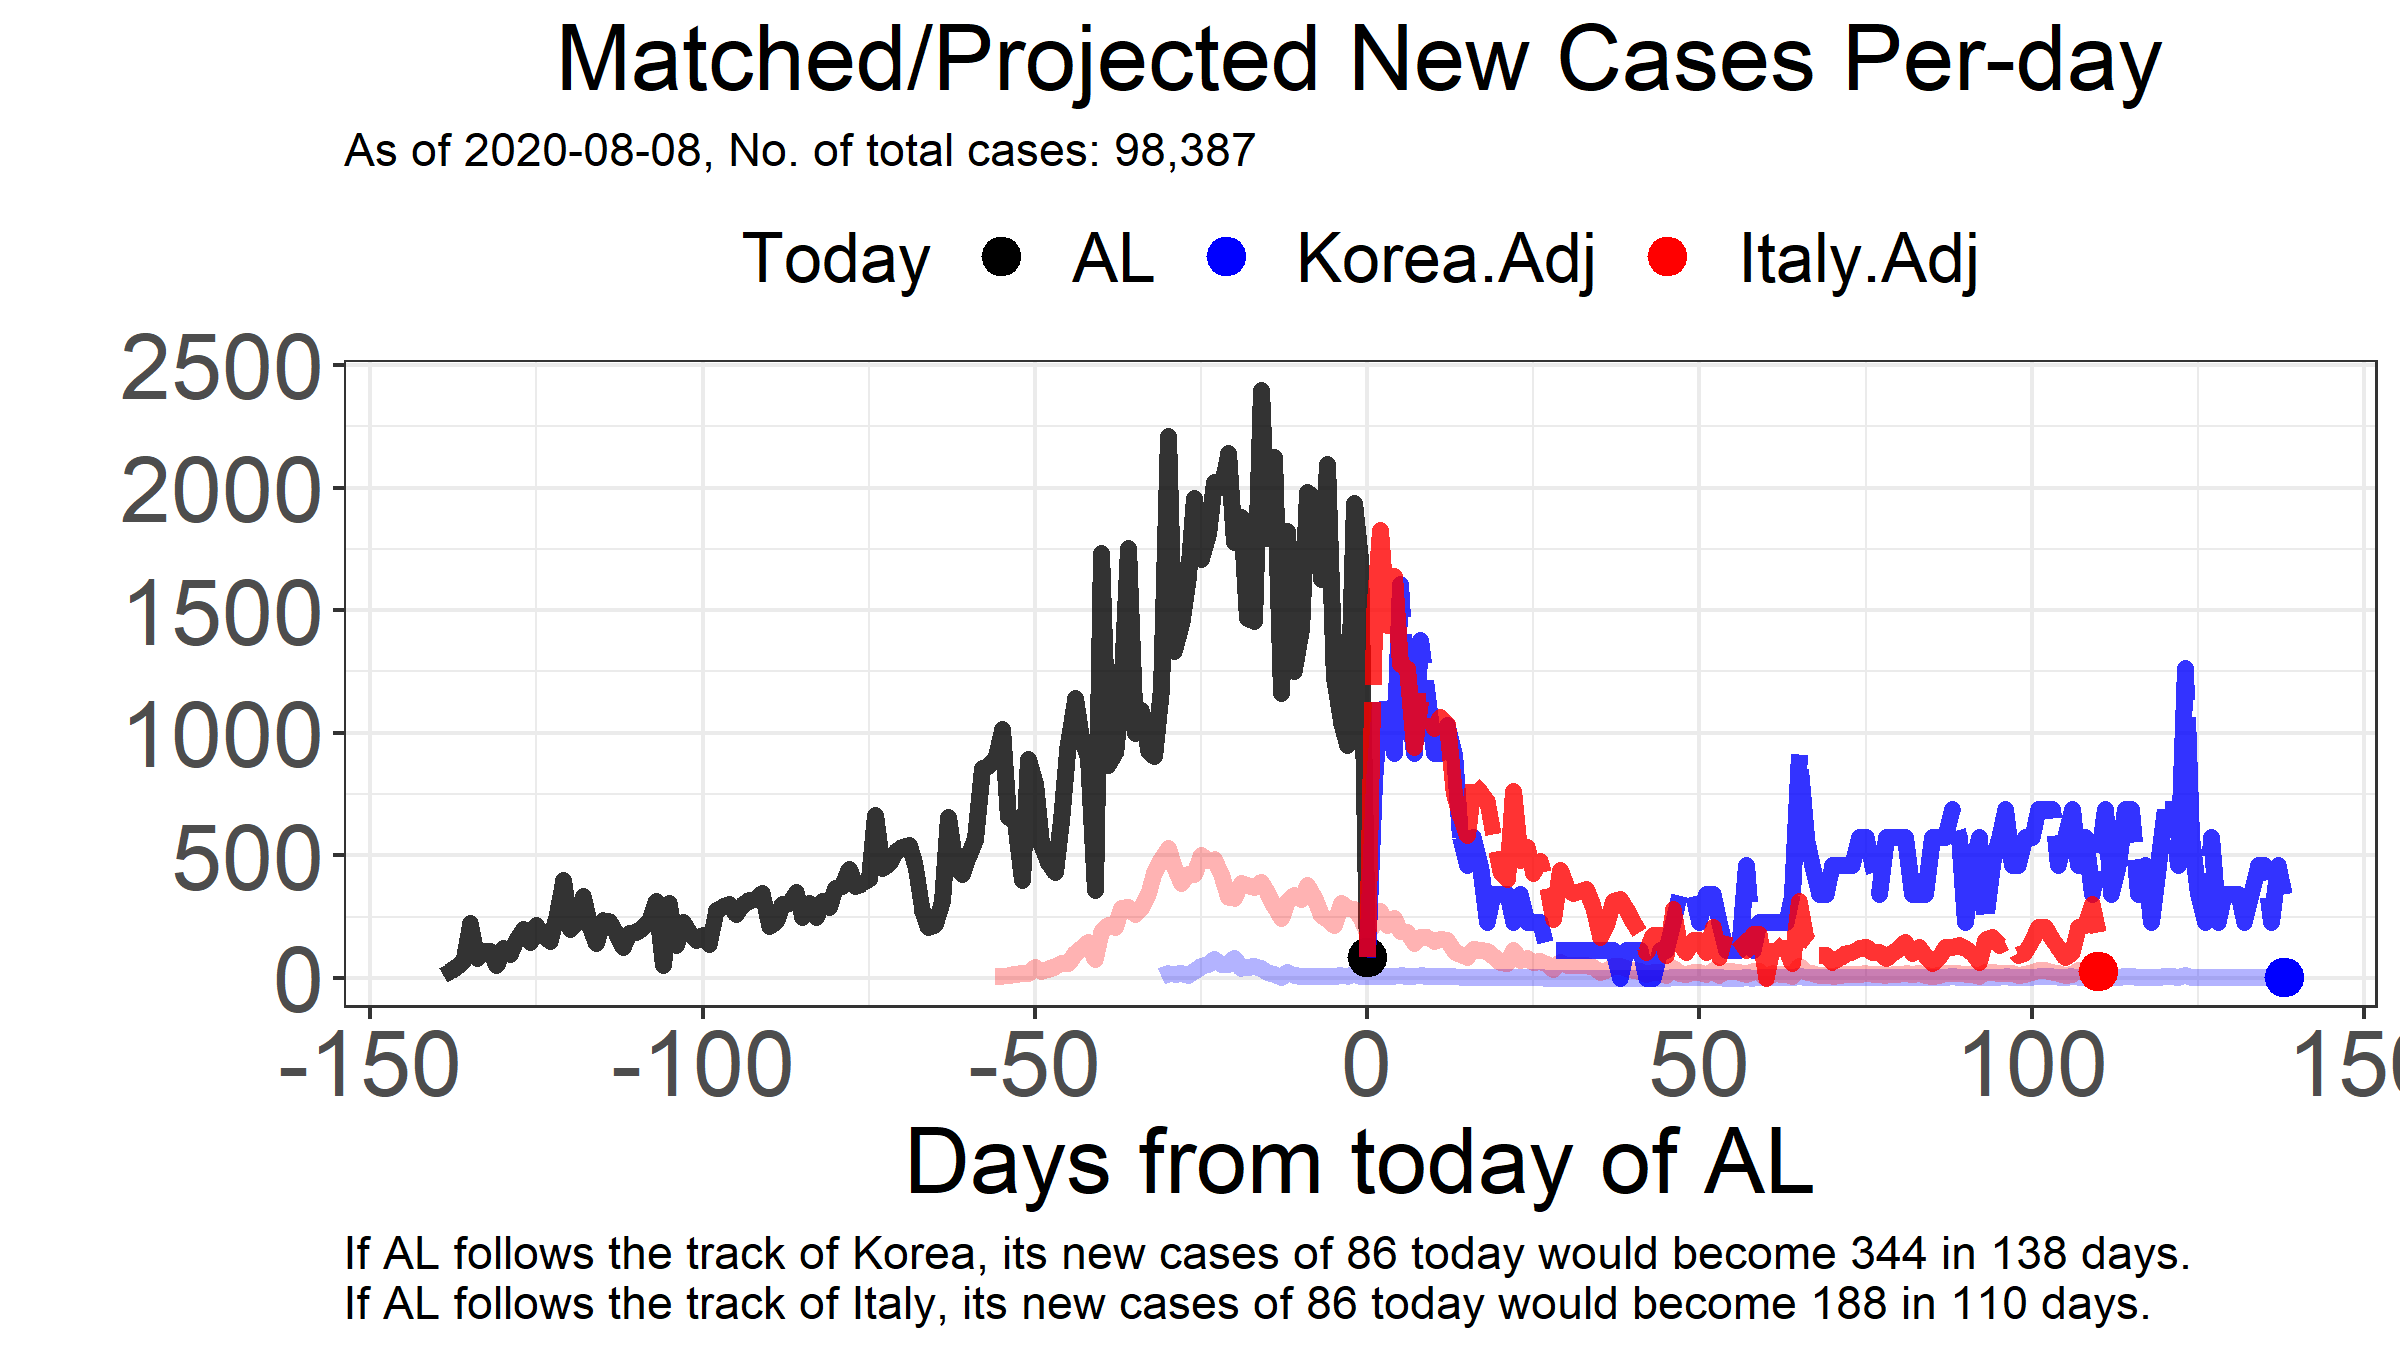 Matched/Projected New Cases Per-day
As of 2020-08-08, No. of total cases: 98,387
Today AL Korea.Adj Italy.Adj
2500
2000
1500
1000
500
0
-150 -100 -50 0 50 100 150
Days from today of AL
If AL follows the track of Korea, its new cases of 86 today would become 344 in 138 days.
If AL follows the track of Italy, its new cases of 86 today would become 188 in 110 days.